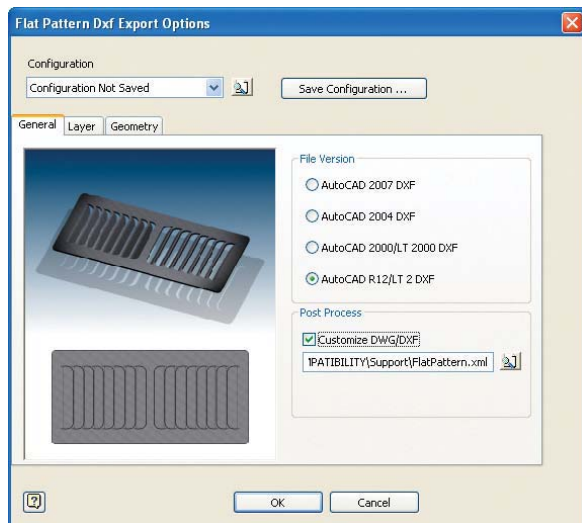 Flat Pattern Dxf Export Options
Configuration
Configuration Not Saved
Save Configuration ...
General Layer Geometry
File Version
AutoCAD 2007 DXF
AutoCAD 2004 DXF
AutoCAD 2000/LT 2000 DXF
AutoCAD R12/LT 2 DXF
Post Process
Customize DWG/DXF
PATIBILITY\Support\FlatPattern.xml
OK Cancel